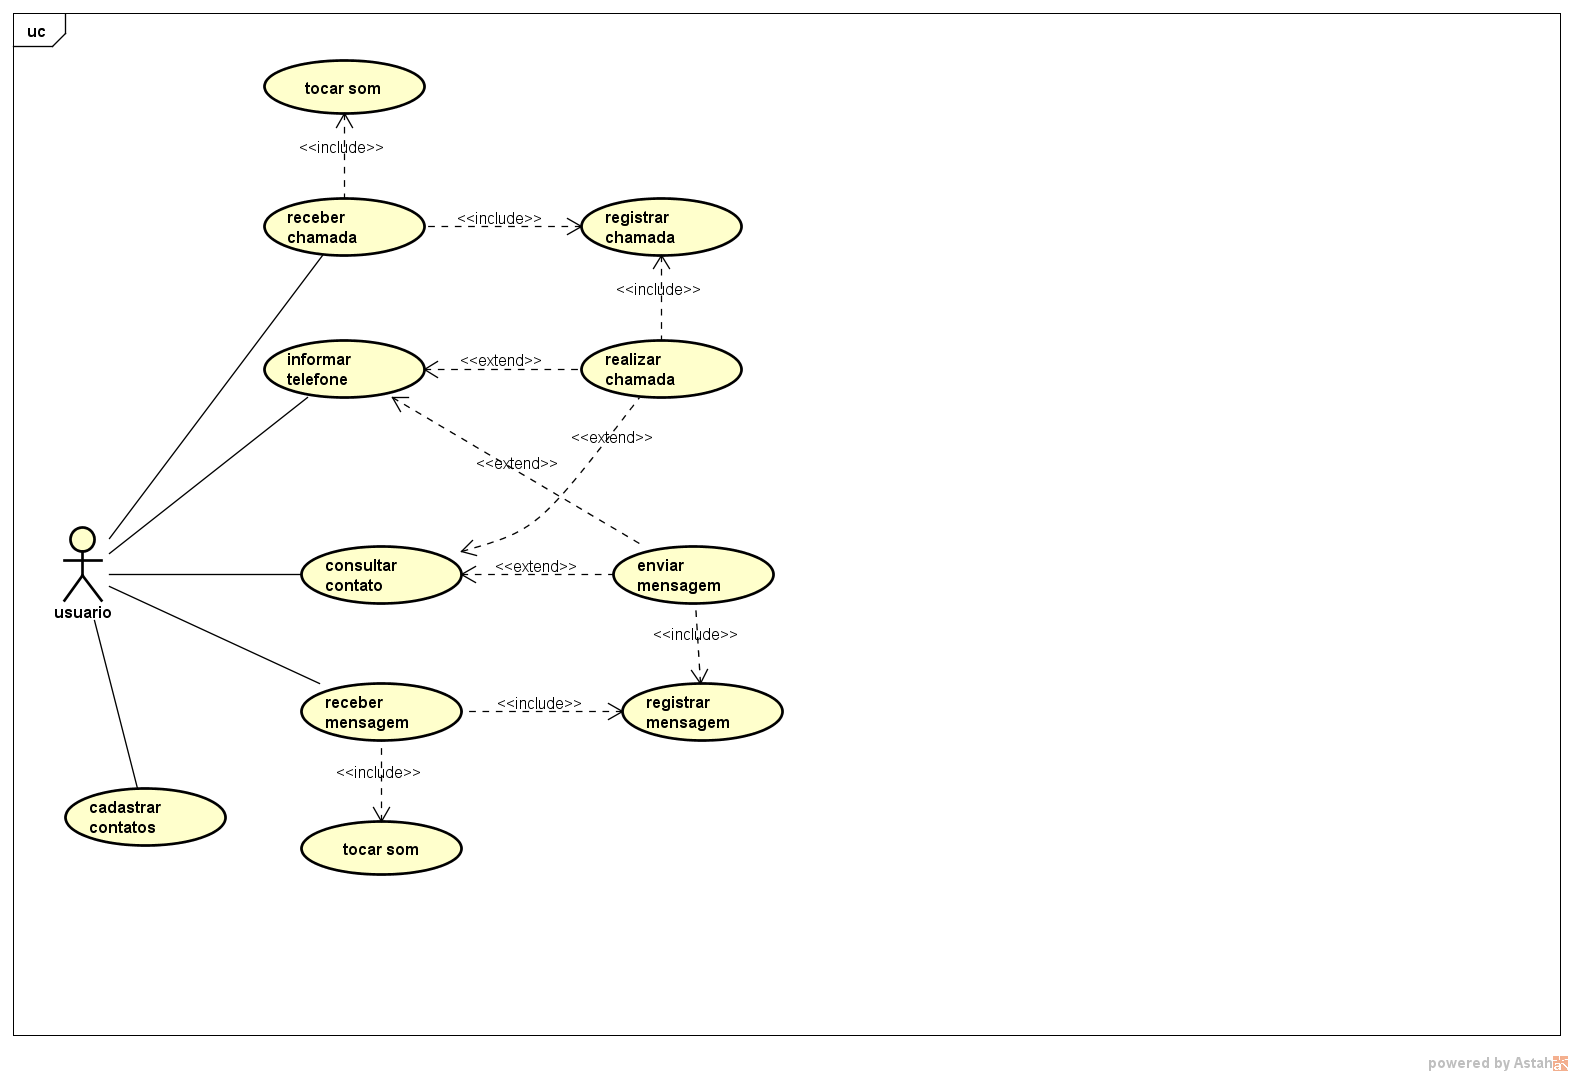 uc
tocar som
<<include>>
receber
chamada
<<include>>
registrar
chamada
<<include>>
informar
telefone
<<extend>>
realizar
chamada
<<extend>>
<<extend>>
usuario
consultar
contato
<<extend>>
enviar
mensagem
<<include>>
receber
mensagem
<<include>>
registrar
mensagem
<<include>>
cadastrar
contatos
tocar som
powered by Astah